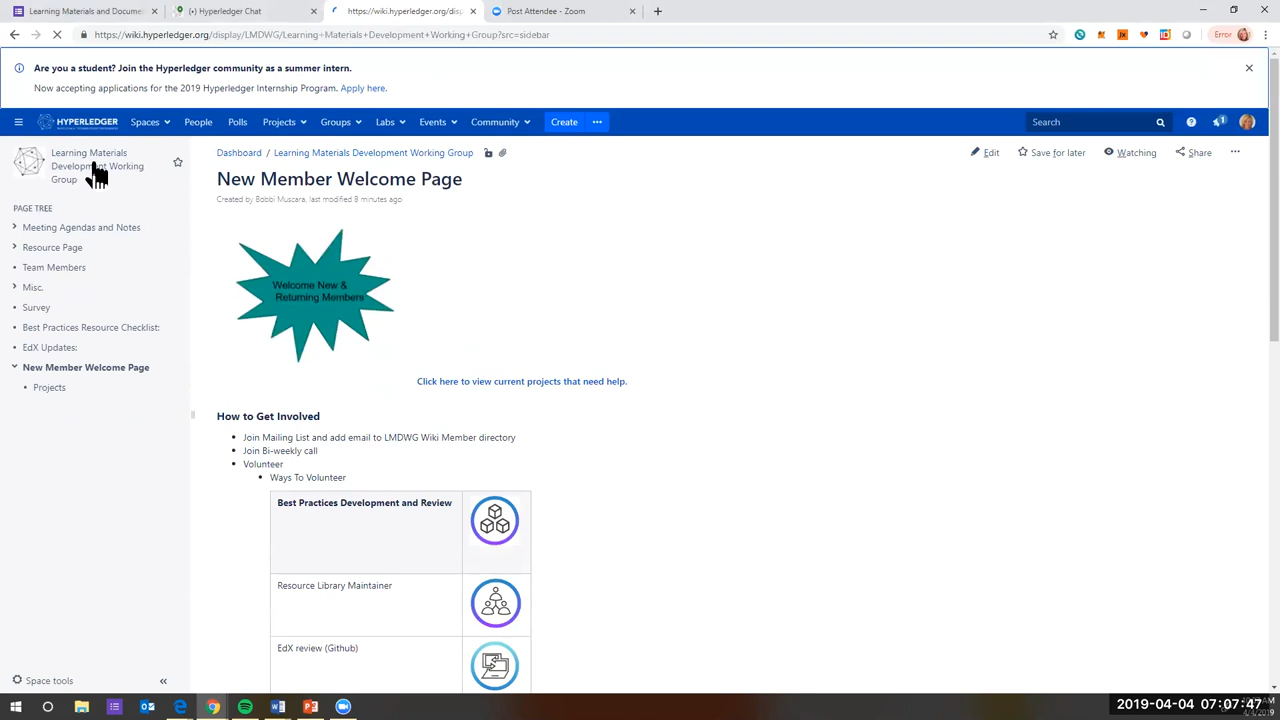 Learning Materials and Docume
(•) Hyperledger Chat
https://wiki.hyperledger.org/disp
Post Attendee - Zoom
https://wiki.hyperledger.org/display/LMDWG/Learning+Materials+Development+Working+Group?src=sidebar
Error
Are you a student? Join the Hyperledger community as a summer intern.
Now accepting applications for the 2019 Hyperledger Internship Program. Apply here.
HYPERLEDGER
Spaces
People
Polls
Projects
Groups
Labs
Events
Community
Create
Search
1
Learning Materials
Development Working
Group
Dashboard / Learning Materials Development Working Group
Edit
Save for later
Watching
Share
New Member Welcome Page
Created by Bobbi Muscara, last modified 8 minutes ago
PAGE TREE
Meeting Agendas and Notes
Resource Page
Team Members
Misc.
Survey
Best Practices Resource Checklist:
EdX Updates:
New Member Welcome Page
Projects
Welcome New &
Returning Members
Click here to view current projects that need help.
How to Get Involved
Join Mailing List and add email to LMDWG Wiki Member directory
Join Bi-weekly call
Volunteer
Ways To Volunteer
Best Practices Development and Review
Resource Library Maintainer
EdX review (Github)
Space tools
2019-04-04 07:07:47
4/4/2019